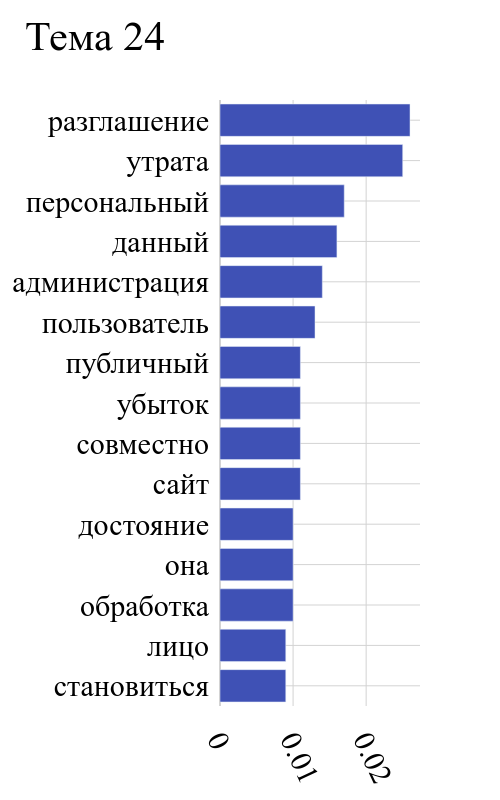 Тема 24
разглашение
утрата
персональный
данный
администрация
пользователь
публичный
убыток
совместно
сайт
достояние
она
обработка
лицо
становиться
0
0.01
0.02